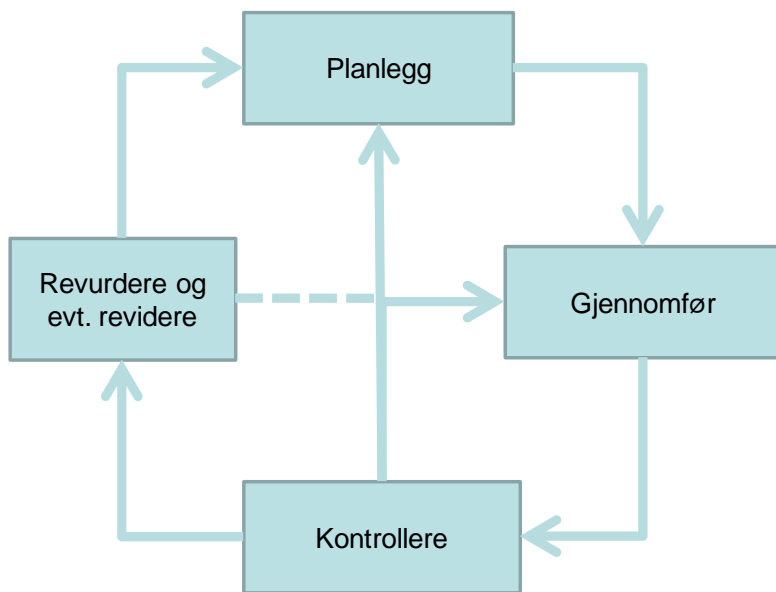 Planlegg
Revurdere og
evt. revidere
Gjennomfør
Kontrollere